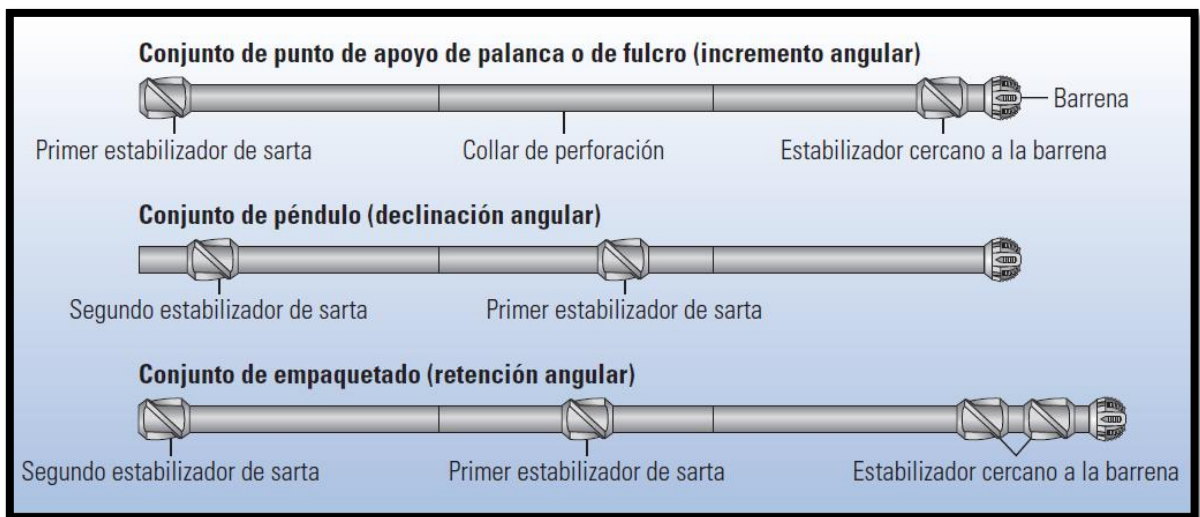 Conjunto de punto de apoyo de palanca o de fulcro (incremento angular)
Barrena
Primer estabilizador de sarta
Collar de perforación
Estabilizador cercano a la barrena
Conjunto de péndulo (declinación angular)
Segundo estabilizador de sarta
Primer estabilizador de sarta
Conjunto de empaquetado (retención angular)
Segundo estabilizador de sarta
Primer estabilizador de sarta
Estabilizador cercano a la barrena